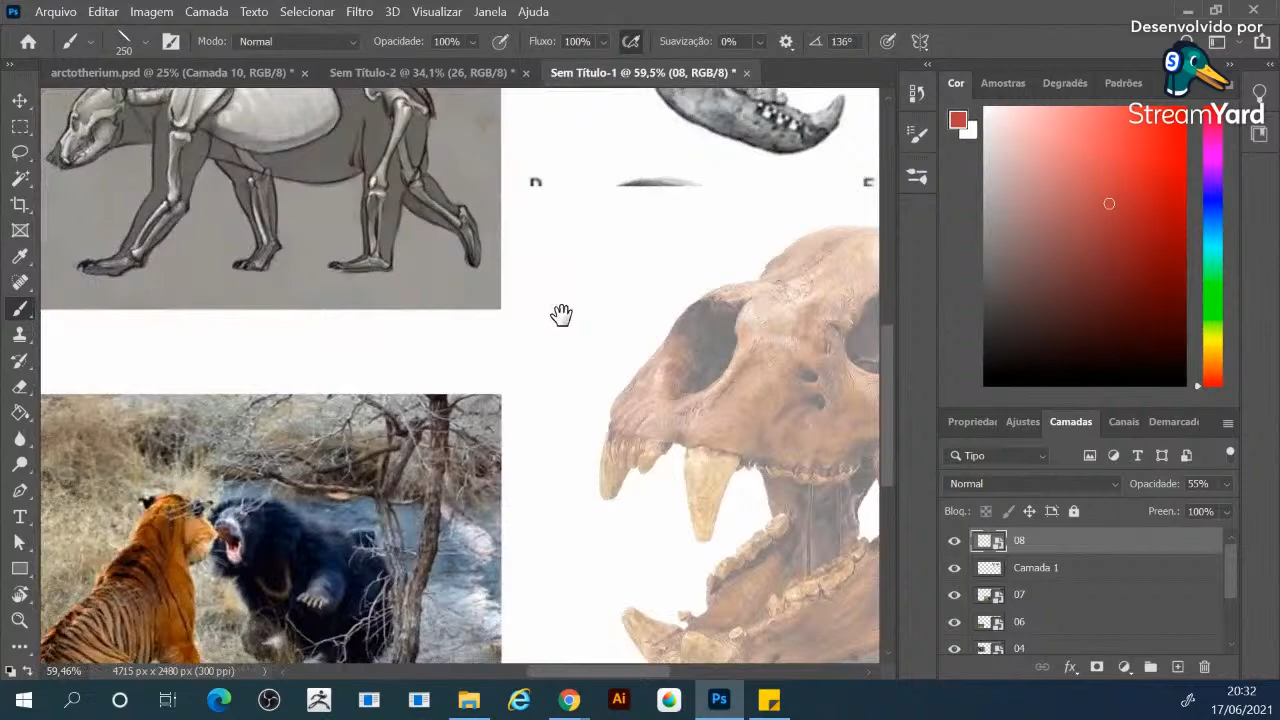 Arquivo Editar Imagem Camada Texto Selecionar Filtro 3D Visualizar Janela Ajuda
Desenvolvido por
StreamYard
250 Modo: Normal Opacidade: 100% Fluxo: 100% Suavização: 0% 136°
arctotherium.psd @ 25% (Camada 10, RGB/8) * × Sem Título-2 @ 34,1% (26, RGB/8) * × Sem Título-1 @ 59,5% (08, RGB/8) * ×
Cor Amostras Degradês Padrões
Propriedac Ajustes Camadas Canais Demarcadc
Tipo
Normal Opacidade: 55%
Bloq.: Preen.: 100%
08
Camada 1
07
06
04
59,46% 4715 px x 2480 px (300 ppi)
Ai Ps
20:32
17/06/2021